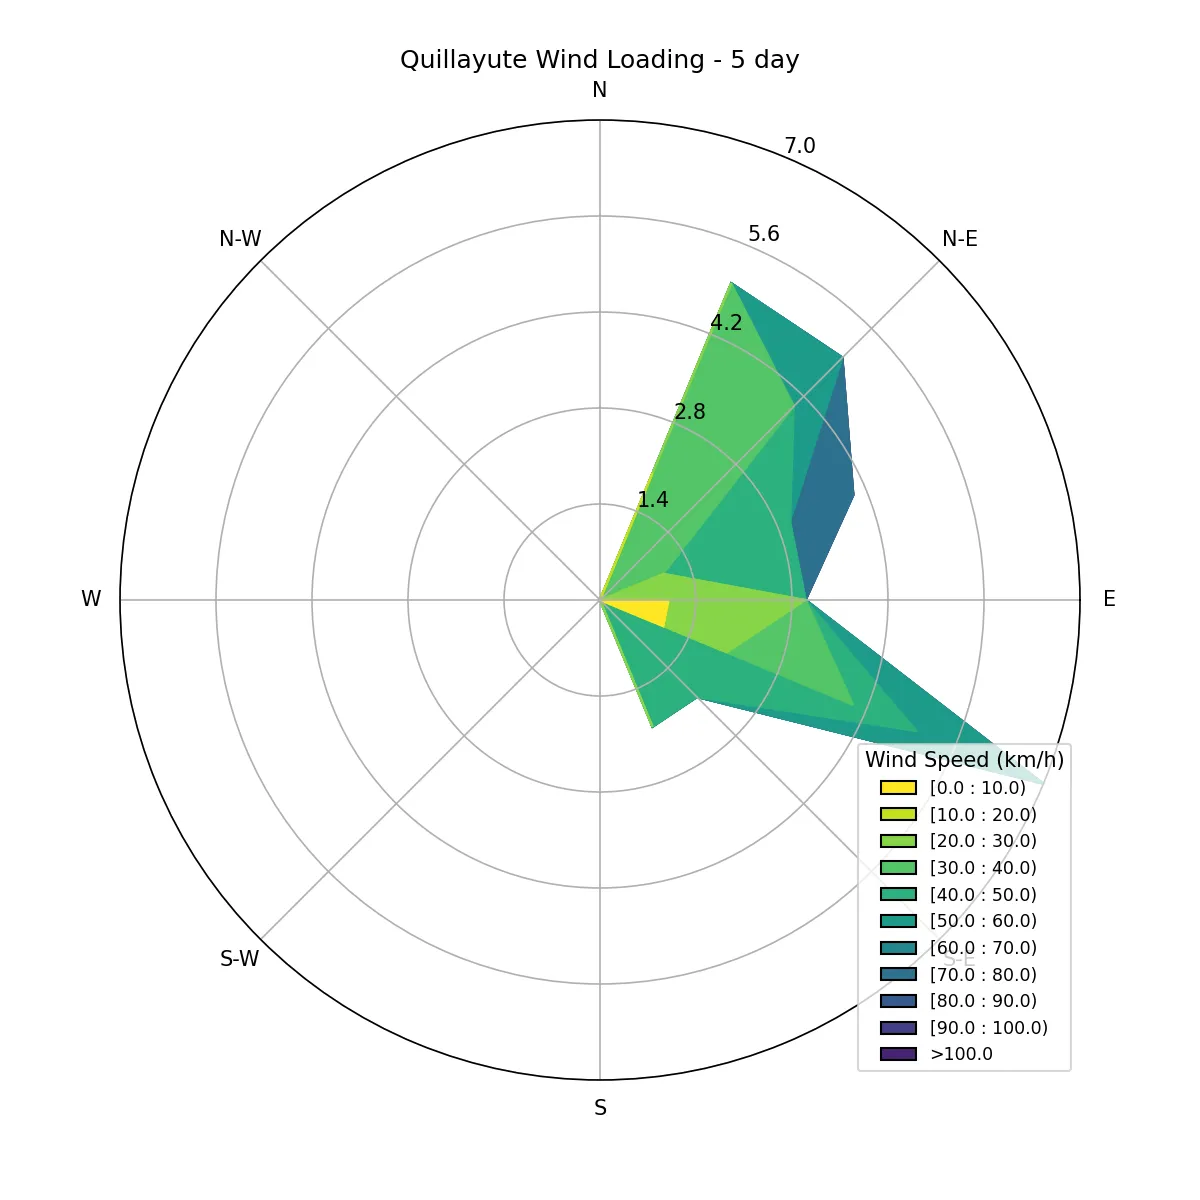 Quillayute Wind Loading - 5 day
N
7.0
N-W
5.6
N-E
4.2
2.8
1.4
W
E
S-W
S-E
S
Wind Speed (km/h)
[0.0 : 10.0)
[10.0 : 20.0)
[20.0 : 30.0)
[30.0 : 40.0)
[40.0 : 50.0)
[50.0 : 60.0)
[60.0 : 70.0)
[70.0 : 80.0)
[80.0 : 90.0)
[90.0 : 100.0)
>100.0